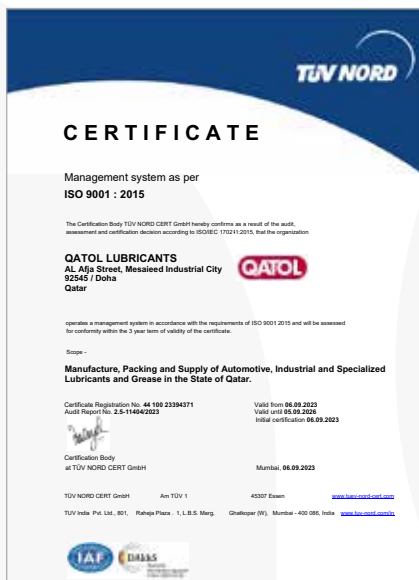 TÜV NORD
CERTIFICATE
Management system as per
ISO 9001 : 2015
The Certification Body TÜV NORD CERT GmbH hereby confirms as a result of the audit,
assessment and certification decision according to ISO/IEC 17021-1:2015, that the organization
QATOL LUBRICANTS
AL Afja Street, Mesaieed Industrial City
92545 / Doha
Qatar
QATOL
operates a management system in accordance with the requirements of ISO 9001 2015 and will be assessed
for conformity within the 3 year term of validity of the certificate.
Scope -
Manufacture, Packing and Supply of Automotive, Industrial and Specialized
Lubricants and Grease in the State of Qatar.
Certificate Registration No. 44 100 23394371 Valid from 06.09.2023
Audit Report No. 2.5-11404/2023 Valid until 05.09.2026
Initial certification 06.09.2023
Certification Body
at TÜV NORD CERT GmbH Mumbai, 06.09.2023
TÜV NORD CERT GmbH Am TÜV 1 45307 Essen www.tuev-nord-cert.com
TUV India Pvt. Ltd., 801, Raheja Plaza - 1, L.B.S. Marg, Ghatkopar (W), Mumbai - 400 086, India www.tuv-nord.com/in
IAF
DAkkS